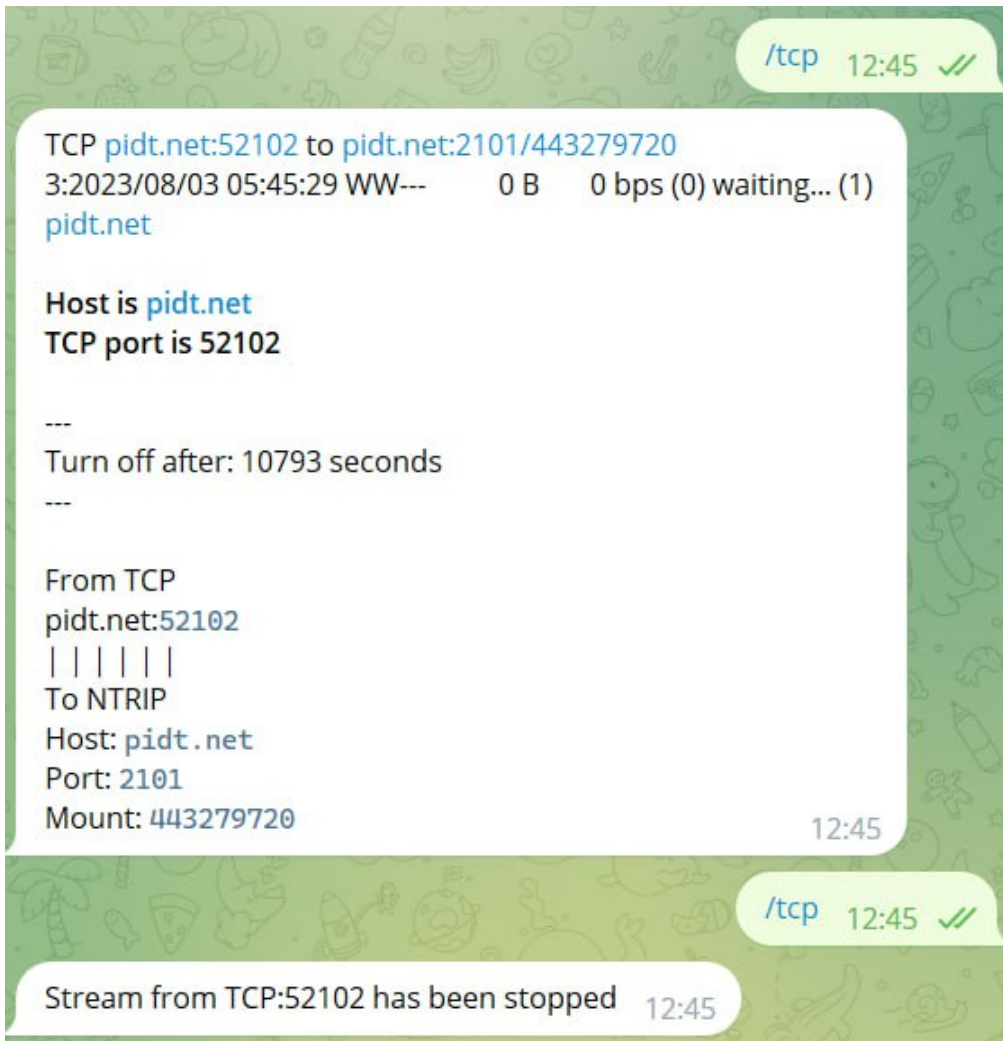 /tcp 12:45
TCP pidt.net:52102 to pidt.net:2101/443279720
3:2023/08/03 05:45:29 WW--- 0 B 0 bps (0) waiting... (1)
pidt.net
Host is pidt.net
TCP port is 52102
---
Turn off after: 10793 seconds
---
From TCP
pidt.net:52102
| | | | | |
To NTRIP
Host: pidt.net
Port: 2101
Mount: 443279720
12:45
/tcp 12:45
Stream from TCP:52102 has been stopped 12:45